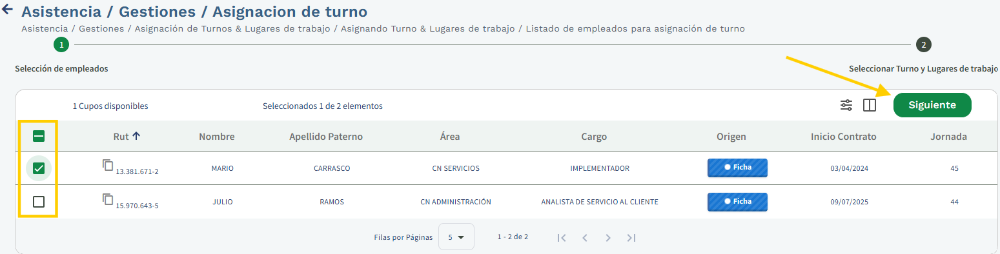 Asistencia / Gestiones / Asignacion de turno
Asistencia / Gestiones / Asignación de Turnos & Lugares de trabajo / Asignando Turno & Lugares de trabajo / Listado de empleados para asignación de turno
1 2
Selección de empleados Seleccionar Turno y Lugares de trabajo
1 Cupos disponibles Seleccionados 1 de 2 elementos Siguiente
Rut Nombre Apellido Paterno Área Cargo Origen Inicio Contrato Jornada
13.381.671-2 MARIO CARRASCO CN SERVICIOS IMPLEMENTADOR Ficha 03/04/2024 45
15.970.643-5 JULIO RAMOS CN ADMINISTRACIÓN ANALISTA DE SERVICIO AL CLIENTE Ficha 09/07/2025 44
Filas por Páginas 5 1 - 2 de 2